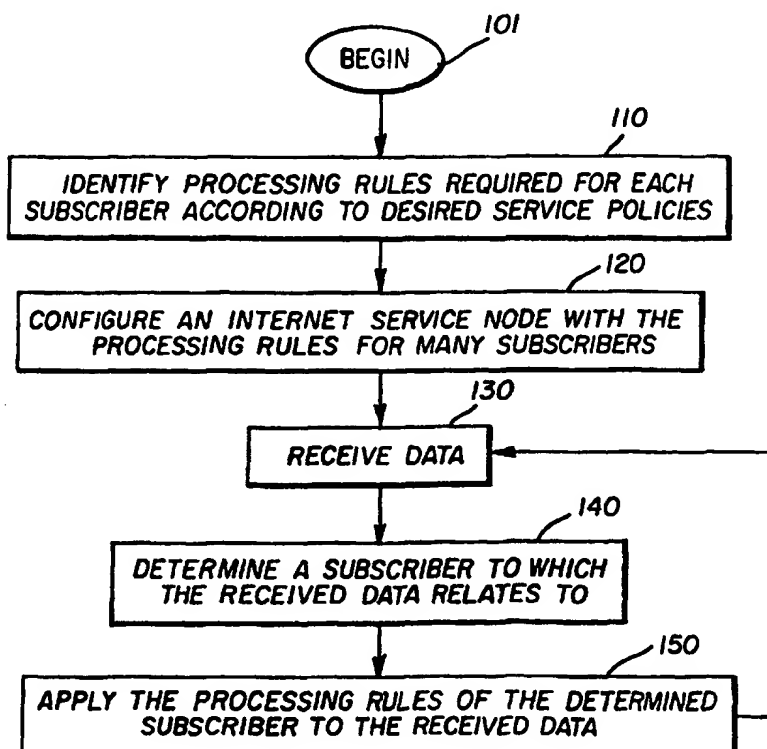 101
BEGIN
110
IDENTIFY PROCESSING RULES REQUIRED FOR EACH
SUBSCRIBER ACCORDING TO DESIRED SERVICE POLICIES
120
CONFIGURE AN INTERNET SERVICE NODE WITH THE
PROCESSING RULES FOR MANY SUBSCRIBERS
130
RECEIVE DATA
140
DETERMINE A SUBSCRIBER TO WHICH
THE RECEIVED DATA RELATES TO
150
APPLY THE PROCESSING RULES OF THE DETERMINED
SUBSCRIBER TO THE RECEIVED DATA